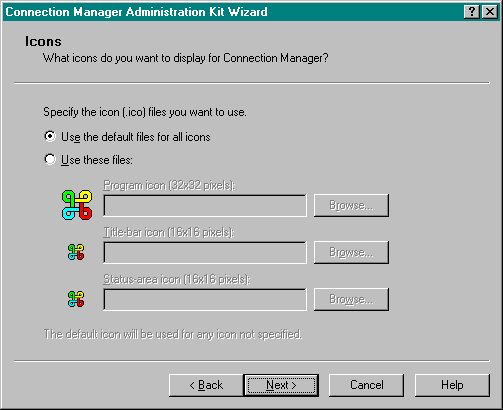 Connection Manager Administration Kit Wizard
Icons
What icons do you want to display for Connection Manager?
Specify the icon (.ico) files you want to use.
Use the default files for all icons
Use these files:
Program icon (32x32 pixels):
Browse...
Title-bar icon (16x16 pixels):
Browse...
Status-area icon (16x16 pixels):
Browse...
The default icon will be used for any icon not specified.
< Back
Next >
Cancel
Help